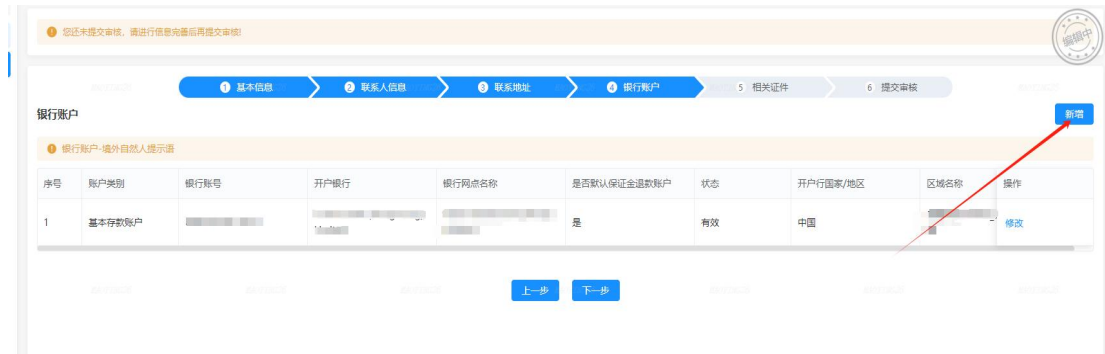 您还未提交审核，请进行信息完善后再提交审核!
编辑中
1 基本信息 2 联系人信息 3 联系地址 4 银行账户 5 相关证件 6 提交审核
银行账户
新增
银行账户-境外自然人提示语
序号 账户类别 银行账号 开户银行 银行网点名称 是否默认保证金退款账户 状态 开户行国家/地区 区域名称 操作
1 基本存款账户 是 有效 中国 修改
上一步 下一步